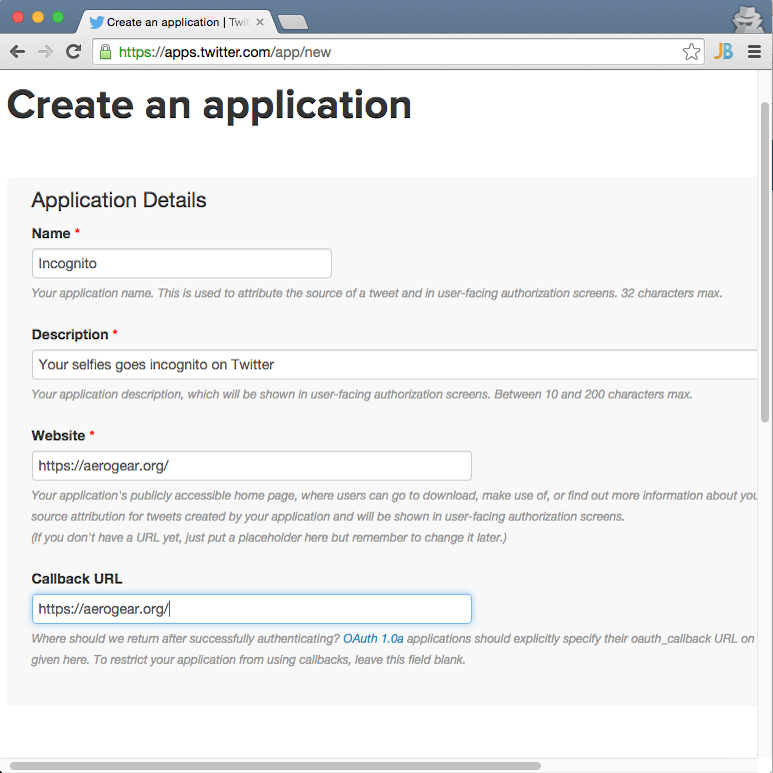 Create an application | Twit
https://apps.twitter.com/app/new
JB
Create an application
Application Details
Name *
Incognito
Your application name. This is used to attribute the source of a tweet and in user-facing authorization screens. 32 characters max.
Description *
Your selfies goes incognito on Twitter
Your application description, which will be shown in user-facing authorization screens. Between 10 and 200 characters max.
Website *
https://aerogear.org/
Your application's publicly accessible home page, where users can go to download, make use of, or find out more information about you
source attribution for tweets created by your application and will be shown in user-facing authorization screens.
(If you don't have a URL yet, just put a placeholder here but remember to change it later.)
Callback URL
https://aerogear.org/
Where should we return after successfully authenticating? OAuth 1.0a applications should explicitly specify their oauth_callback URL on
given here. To restrict your application from using callbacks, leave this field blank.